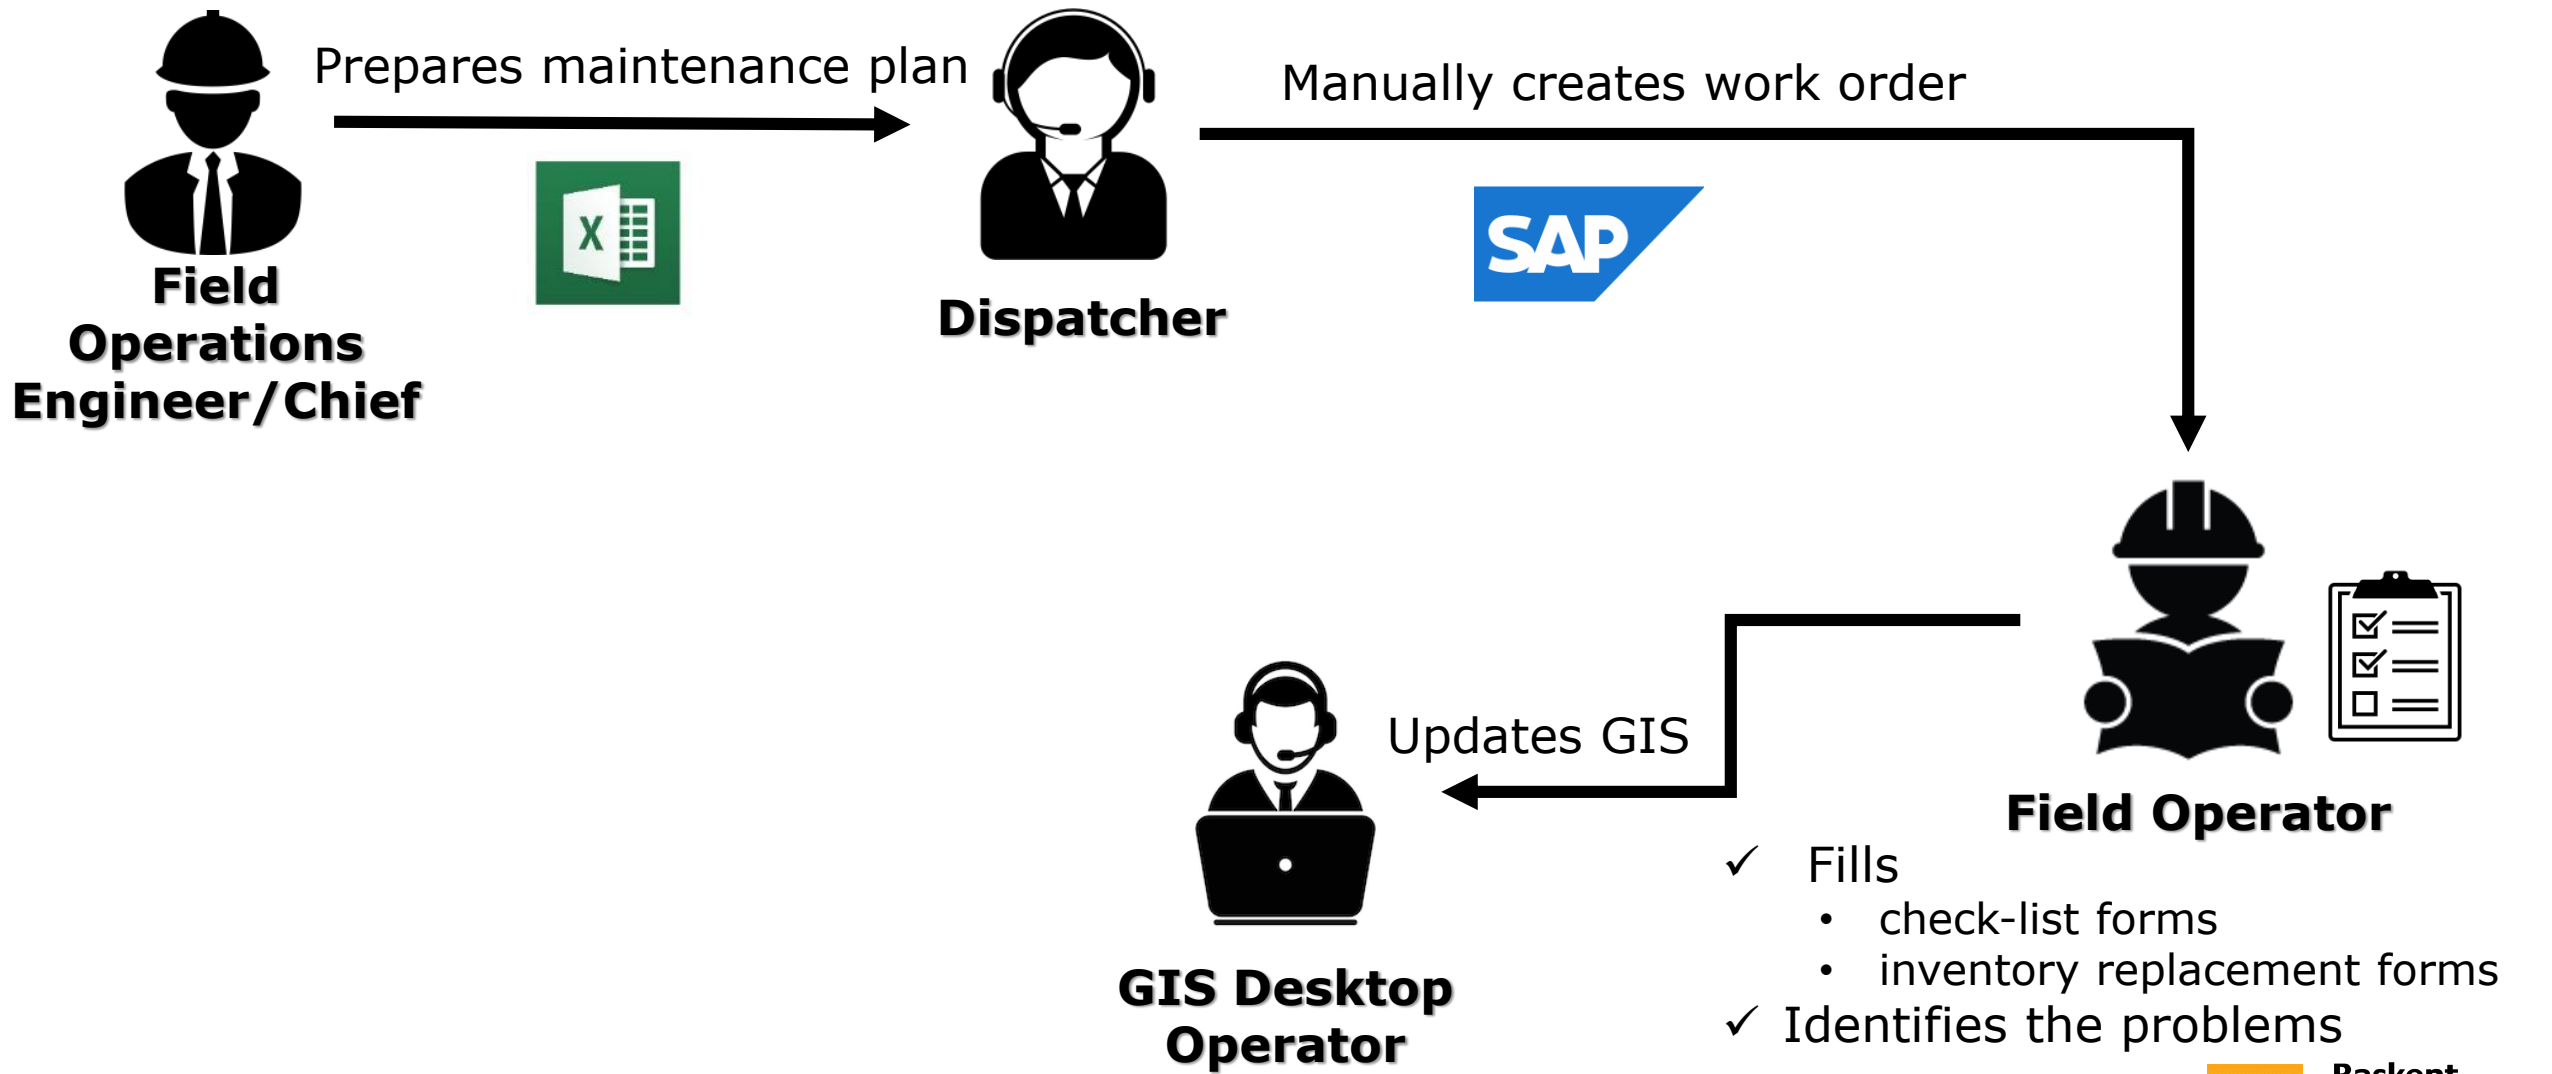 Prepares maintenance plan
Manually creates work order
X
SAP
Field
Operations
Engineer/Chief
Dispatcher
Updates GIS
Field Operator
✓ Fills
• check-list forms
• inventory replacement forms
✓ Identifies the problems
GIS Desktop
Operator